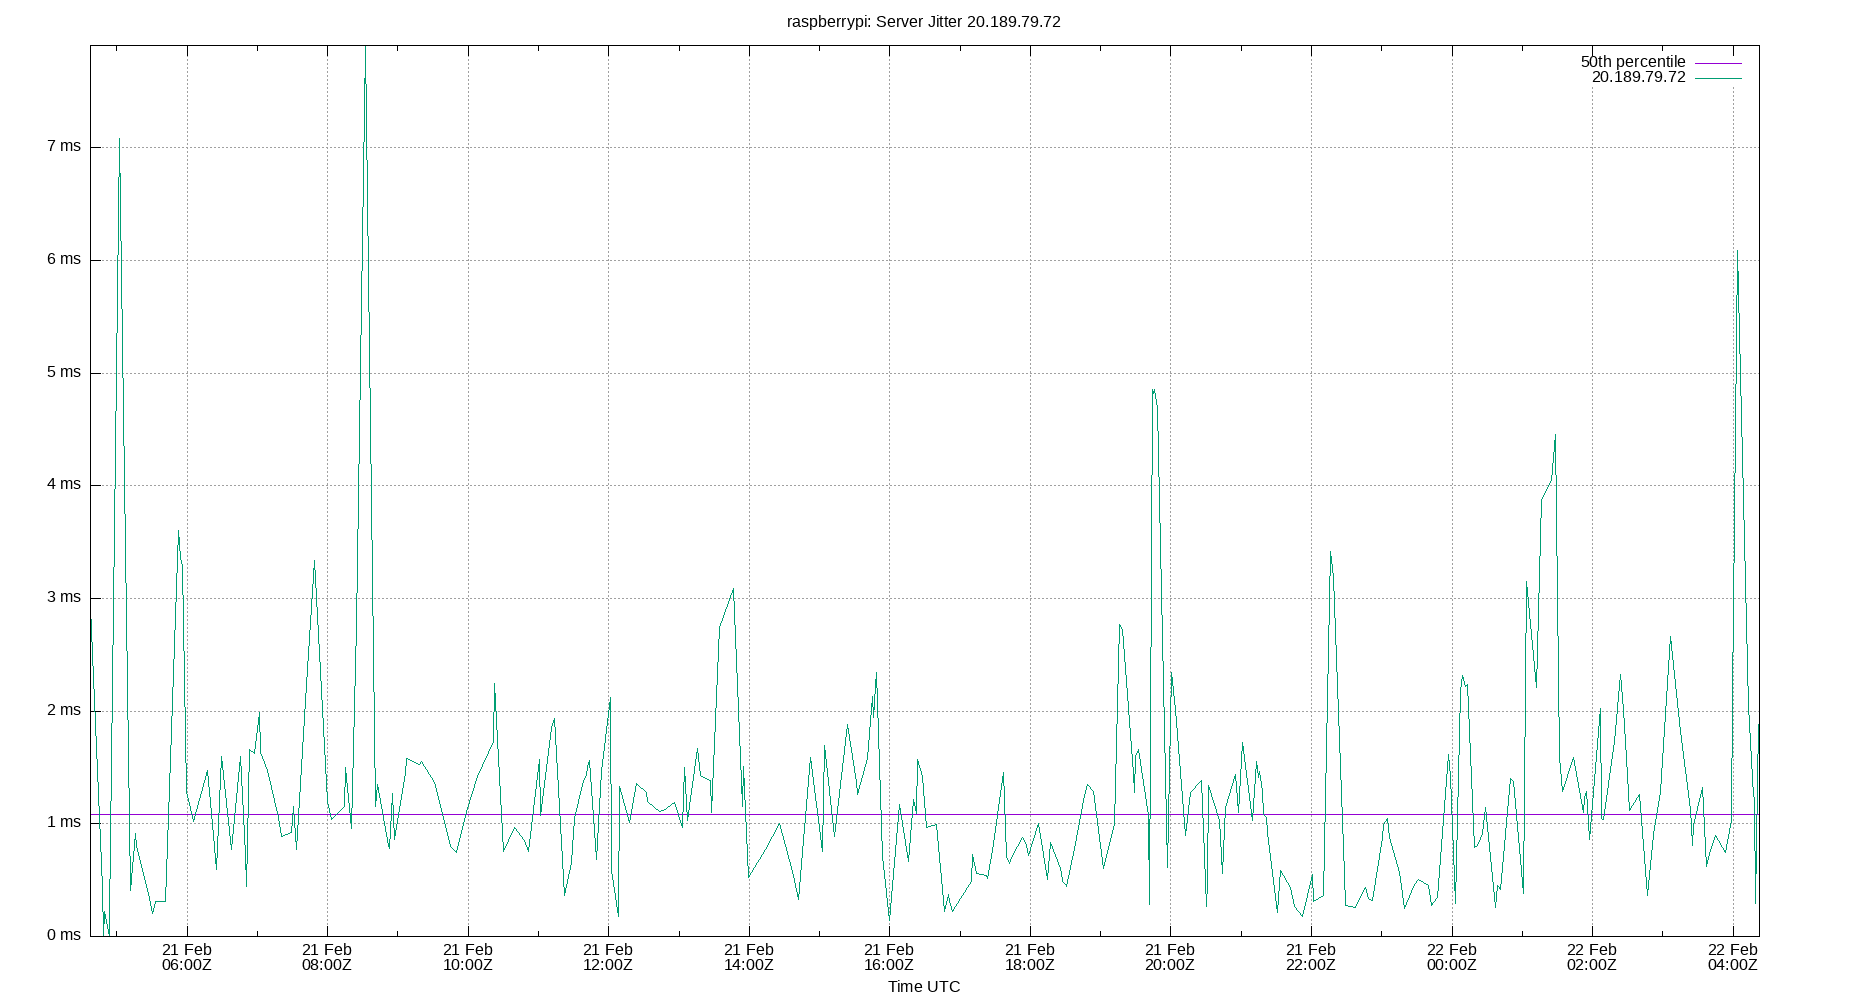 raspberrypi: Server Jitter 20.189.79.72
50th percentile
20.189.79.72
7 ms
6 ms
5 ms
4 ms
3 ms
2 ms
1 ms
0 ms
21 Feb 21 Feb 21 Feb 21 Feb 21 Feb 21 Feb 21 Feb 21 Feb 21 Feb 22 Feb 22 Feb 22 Feb
06:00Z 08:00Z 10:00Z 12:00Z 14:00Z 16:00Z 18:00Z 20:00Z 22:00Z 00:00Z 02:00Z 04:00Z
Time UTC